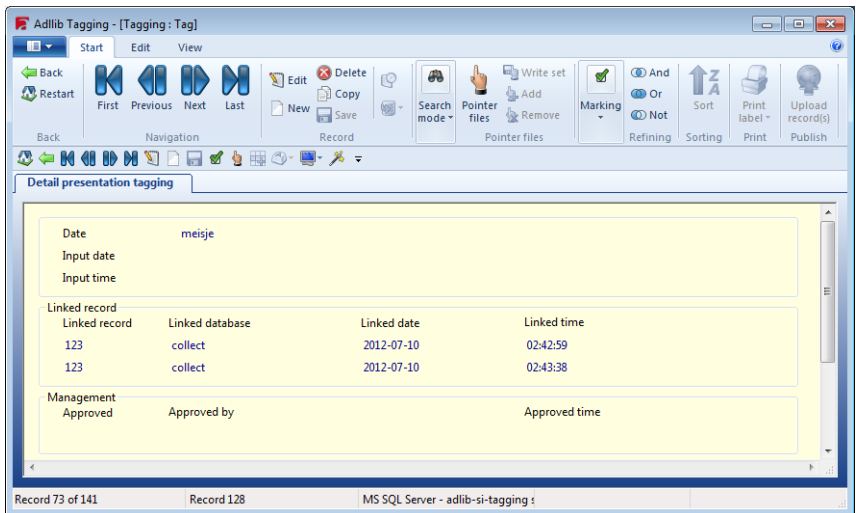 Adllib Tagging - [Tagging : Tag]
Start Edit View
Back
Restart
First Previous Next Last
Edit
New
Delete
Copy
Save
Search mode
Pointer files
Write set
Add
Remove
Marking
And
Or
Not
Sort
Print label
Upload record(s)
Back Navigation Record Pointer files Refining Sorting Print Publish
Detail presentation tagging
Date meisje
Input date
Input time
Linked record
Linked record Linked database Linked date Linked time
123 collect 2012-07-10 02:42:59
123 collect 2012-07-10 02:43:38
Management
Approved Approved by Approved time
Record 73 of 141 Record 128 MS SQL Server - adlib-si-tagging s